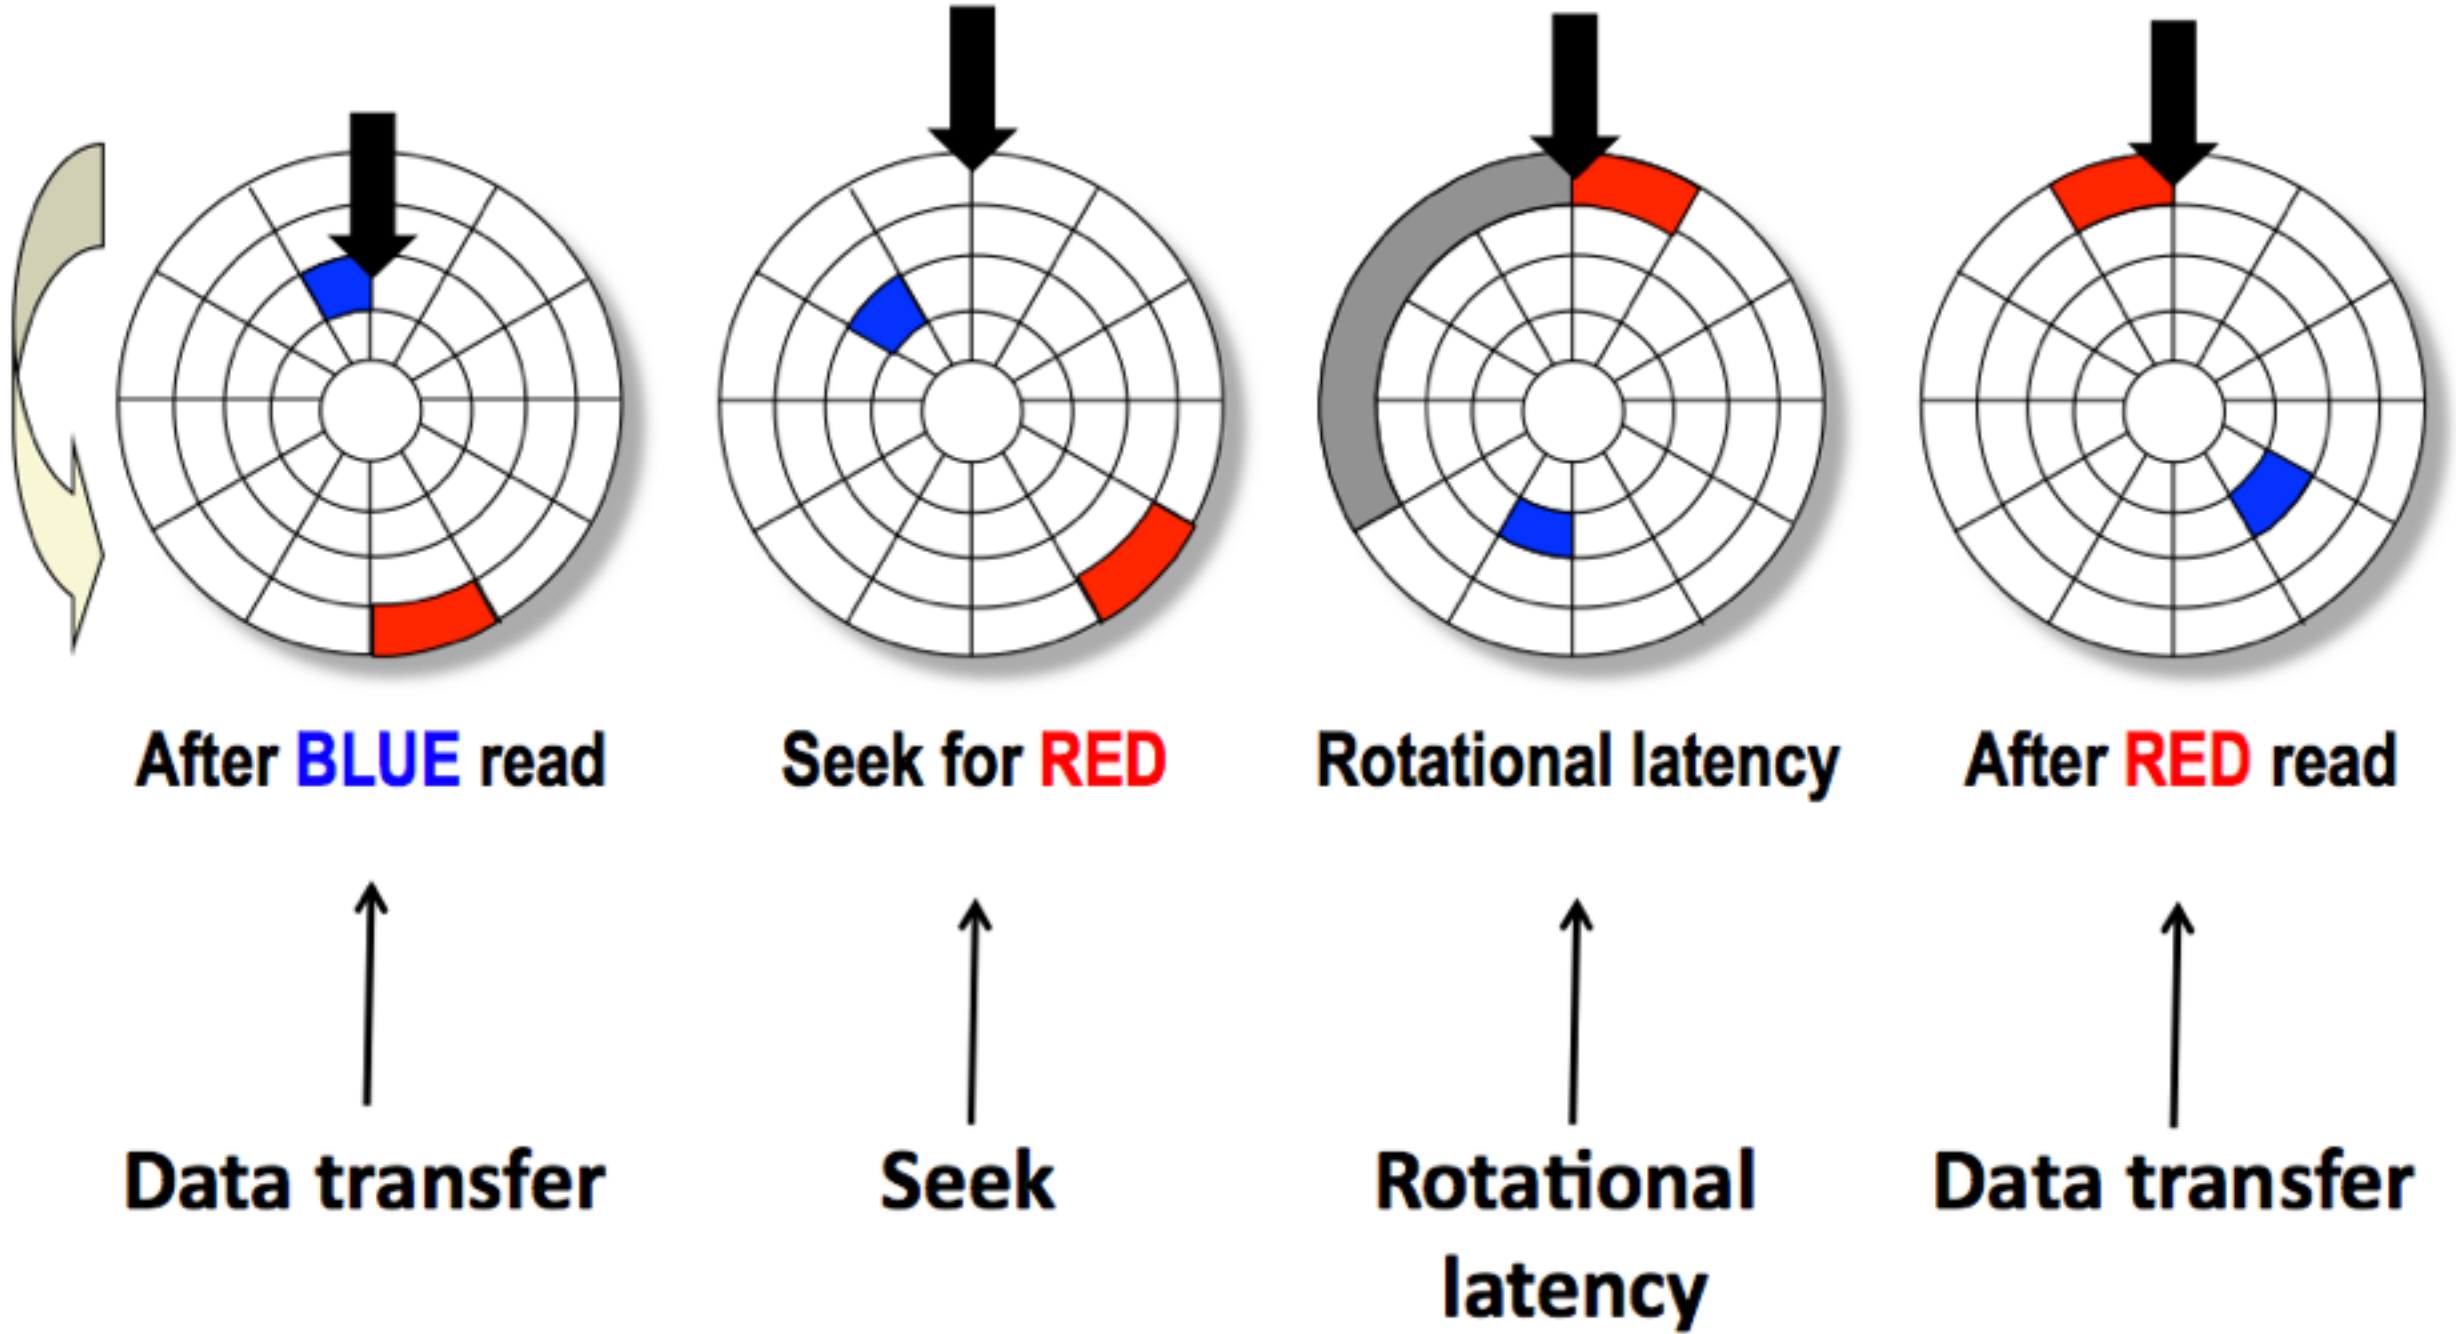 After BLUE read
Seek for RED
Rotational latency
After RED read
Data transfer
Seek
Rotational
latency
Data transfer